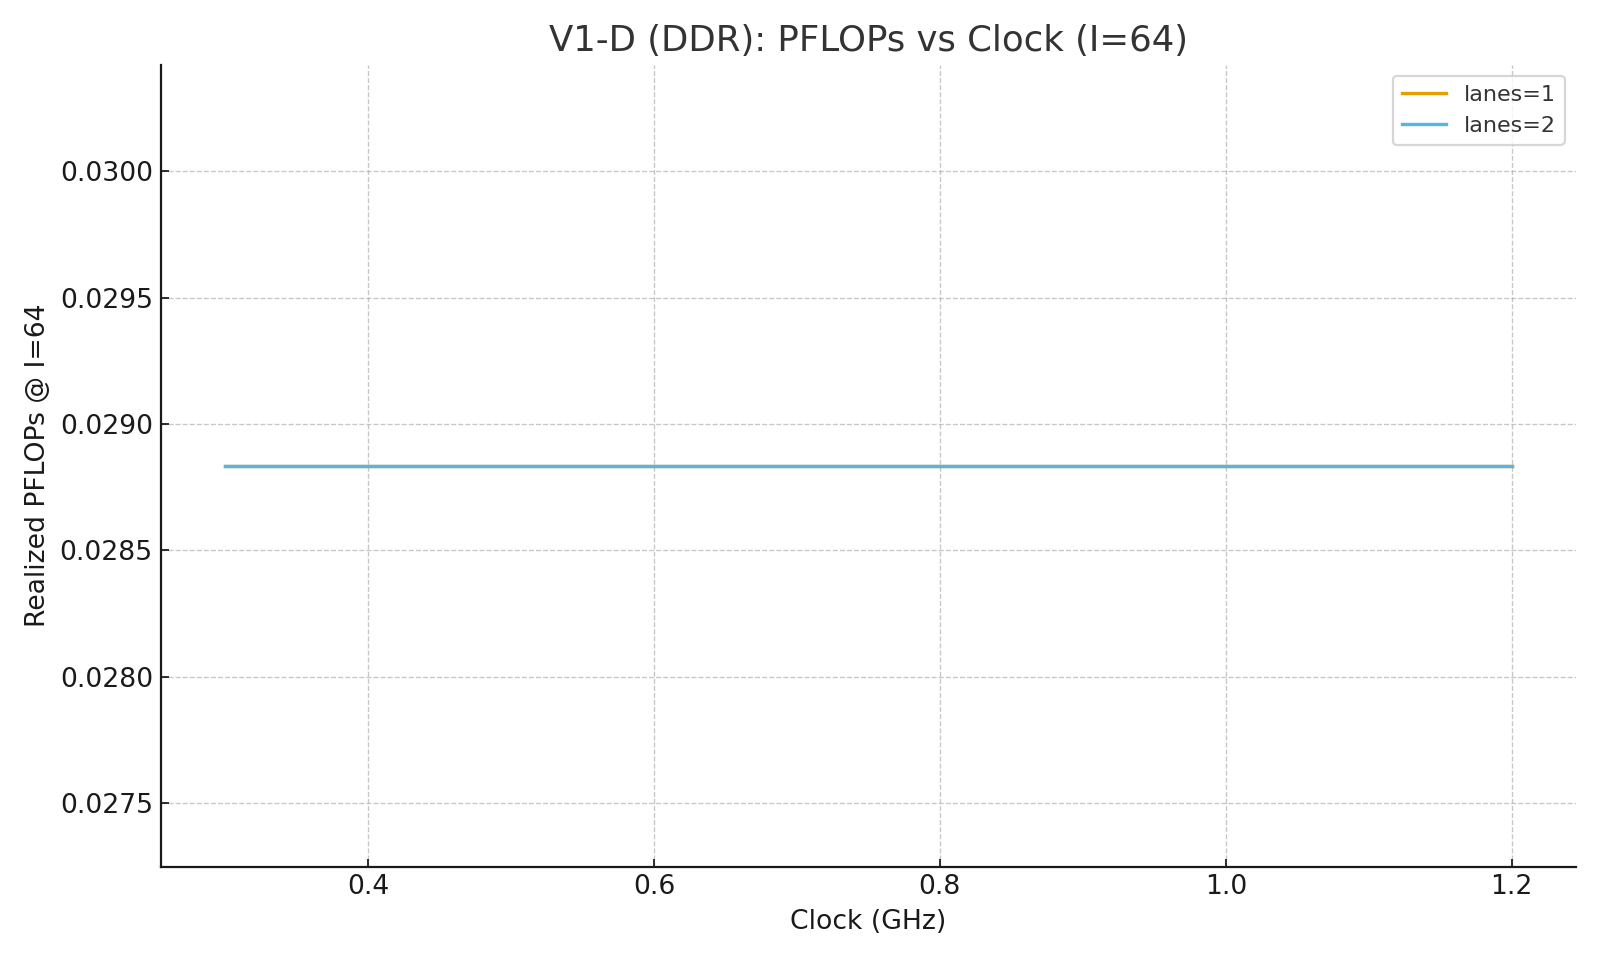 V1-D (DDR): PFLOPs vs Clock (I=64)
lanes=1
lanes=2
Realized PFLOPs @ I=64
0.0300
0.0295
0.0290
0.0285
0.0280
0.0275
0.4
0.6
0.8
1.0
1.2
Clock (GHz)